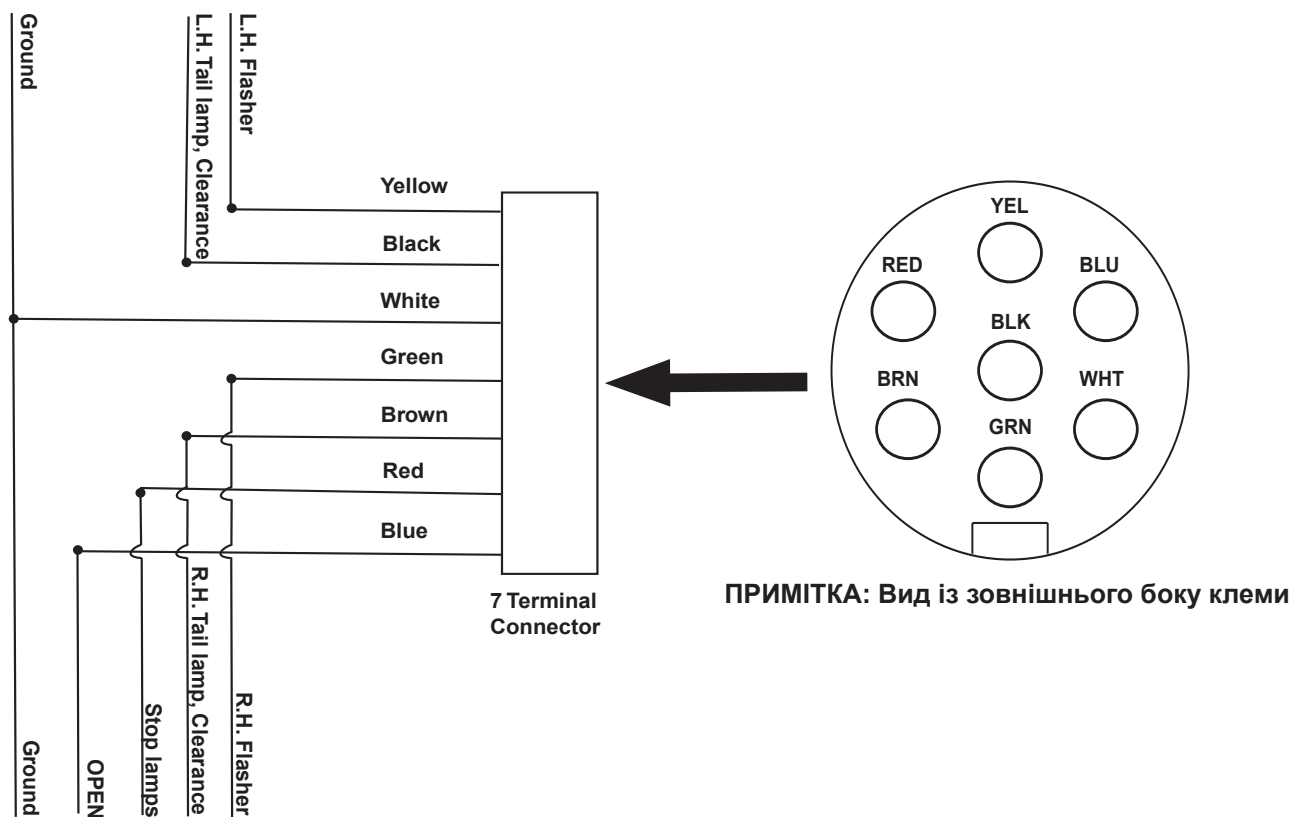 Ground
L.H. Tail lamp, Clearance
L.H. Flasher
Yellow
Black
White
Green
Brown
Red
Blue
7 Terminal
Connector
Ground
OPEN
Stop lamps
R.H. Tail lamp, Clearance
R.H. Flasher
YEL
RED
BLU
BLK
BRN
WHT
GRN
ПРИМІТКА: Вид із зовнішнього боку клеми